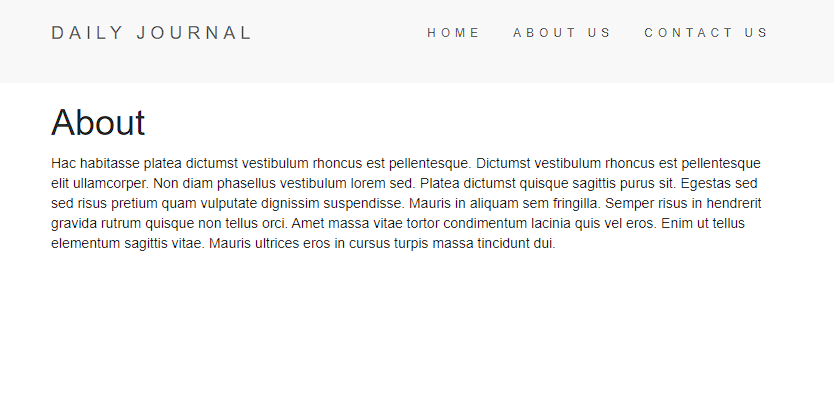 DAILY JOURNAL HOME ABOUT US CONTACT US
About
Hac habitasse platea dictumst vestibulum rhoncus est pellentesque. Dictumst vestibulum rhoncus est pellentesque
elit ullamcorper. Non diam phasellus vestibulum lorem sed. Platea dictumst quisque sagittis purus sit. Egestas sed
sed risus pretium quam vulputate dignissim suspendisse. Mauris in aliquam sem fringilla. Semper risus in hendrerit
gravida rutrum quisque non tellus orci. Amet massa vitae tortor condimentum lacinia quis vel eros. Enim ut tellus
elementum sagittis vitae. Mauris ultrices eros in cursus turpis massa tincidunt dui.